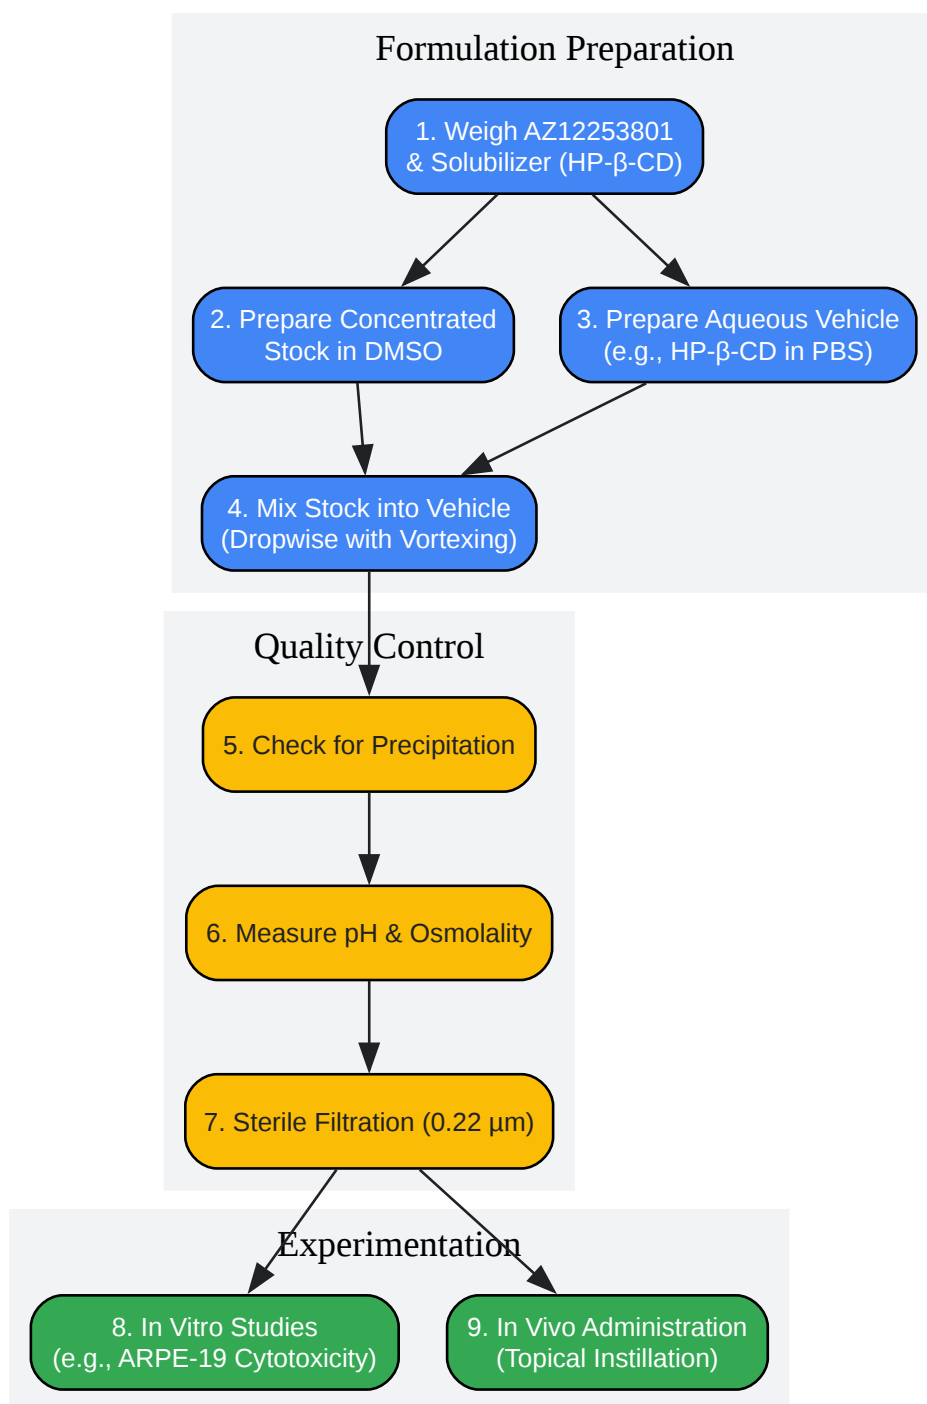 Formulation Preparation
1. Weigh AZ12253801
& Solubilizer (HP-β-CD)
2. Prepare Concentrated
Stock in DMSO
3. Prepare Aqueous Vehicle
(e.g., HP-β-CD in PBS)
4. Mix Stock into Vehicle
(Dropwise with Vortexing)
Quality Control
5. Check for Precipitation
6. Measure pH & Osmolality
7. Sterile Filtration (0.22 µm)
Experimentation
8. In Vitro Studies
(e.g., ARPE-19 Cytotoxicity)
9. In Vivo Administration
(Topical Instillation)